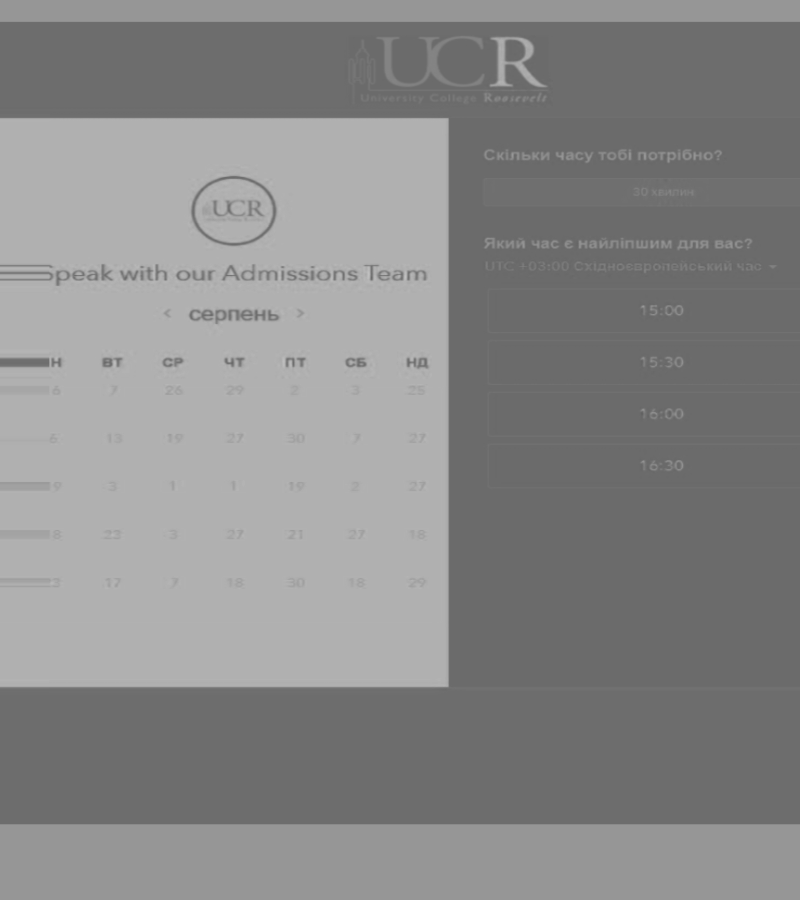 UCR
University College Roosevelt
UCR
Speak with our Admissions Team
< серпень >
Н ВТ СР ЧТ ПТ СБ НД
6 7 26 29 2 3 25
6 13 19 27 30 7 27
9 3 1 1 19 2 27
8 22 3 27 21 27 18
2 17 7 18 30 18 29
Скільки часу тобі потрібно?
30 хвилин
Який час є найліпшим для вас?
UTC +03:00 Східноєвропейський час
15:00
15:30
16:00
16:30